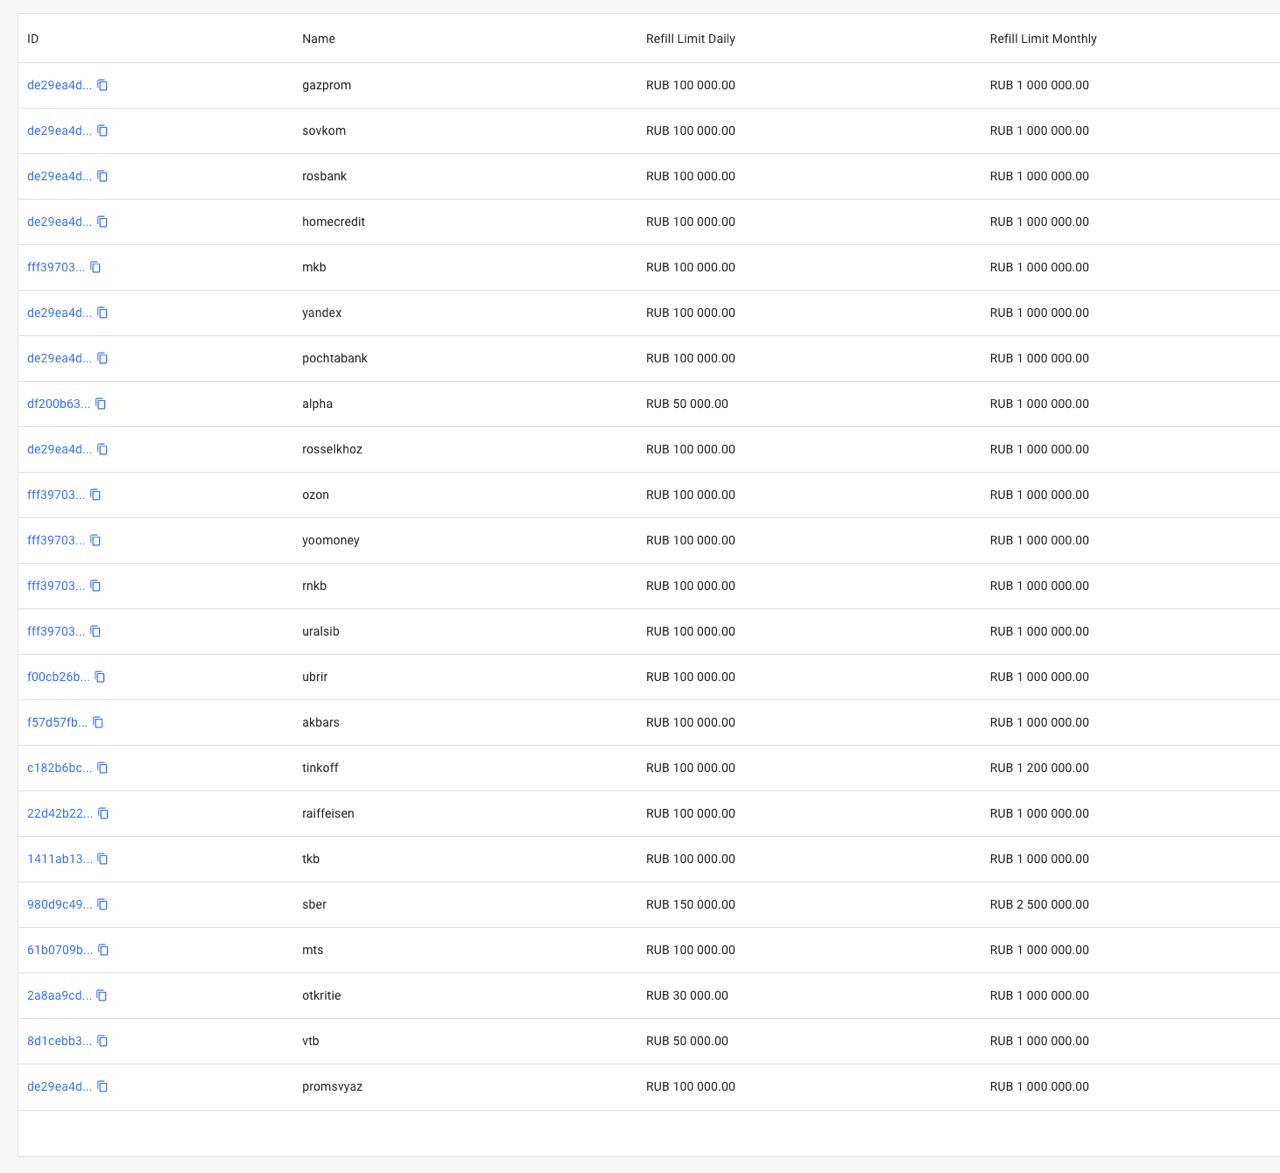 ID Name Refill Limit Daily Refill Limit Monthly
de29ea4d... gazprom RUB 100 000.00 RUB 1 000 000.00
de29ea4d... sovkom RUB 100 000.00 RUB 1 000 000.00
de29ea4d... rosbank RUB 100 000.00 RUB 1 000 000.00
de29ea4d... homecredit RUB 100 000.00 RUB 1 000 000.00
fff39703... mkb RUB 100 000.00 RUB 1 000 000.00
de29ea4d... yandex RUB 100 000.00 RUB 1 000 000.00
de29ea4d... pochtabank RUB 100 000.00 RUB 1 000 000.00
df200b63... alpha RUB 50 000.00 RUB 1 000 000.00
de29ea4d... rosselkhoz RUB 100 000.00 RUB 1 000 000.00
fff39703... ozon RUB 100 000.00 RUB 1 000 000.00
fff39703... yoomoney RUB 100 000.00 RUB 1 000 000.00
fff39703... rnkb RUB 100 000.00 RUB 1 000 000.00
fff39703... uralsib RUB 100 000.00 RUB 1 000 000.00
f00cb26b... ubrir RUB 100 000.00 RUB 1 000 000.00
f57d57fb... akbars RUB 100 000.00 RUB 1 000 000.00
c182b6bc... tinkoff RUB 100 000.00 RUB 1 200 000.00
22d42b22... raiffeisen RUB 100 000.00 RUB 1 000 000.00
1411ab13... tkb RUB 100 000.00 RUB 1 000 000.00
980d9c49... sber RUB 150 000.00 RUB 2 500 000.00
61b0709b... mts RUB 100 000.00 RUB 1 000 000.00
2a8aa9cd... otkritie RUB 30 000.00 RUB 1 000 000.00
8d1cebb3... vtb RUB 50 000.00 RUB 1 000 000.00
de29ea4d... promsvyaz RUB 100 000.00 RUB 1 000 000.00